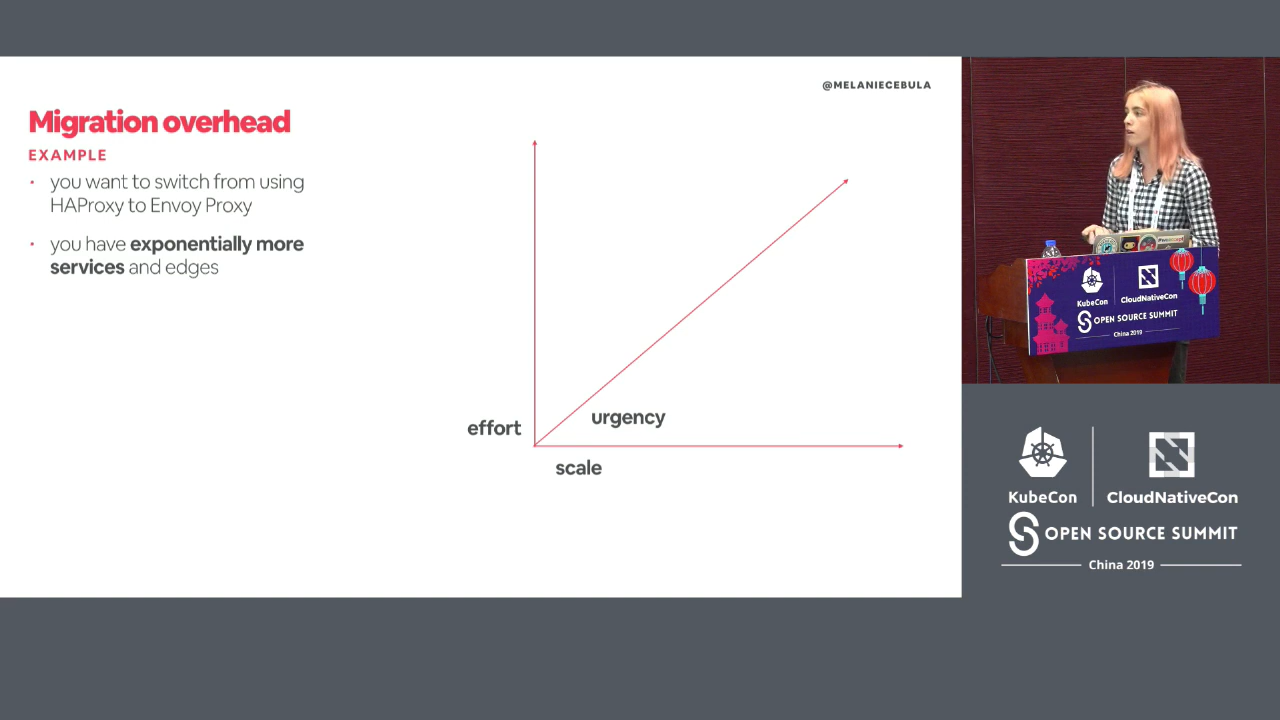 @MELANIECEBULA
Migration overhead
EXAMPLE
• you want to switch from using
HAProxy to Envoy Proxy
• you have exponentially more
services and edges
effort
urgency
scale
KubeCon
CloudNativeCon
OPEN SOURCE SUMMIT
China 2019
KubeCon
CloudNativeCon
OPEN SOURCE SUMMIT
China 2019